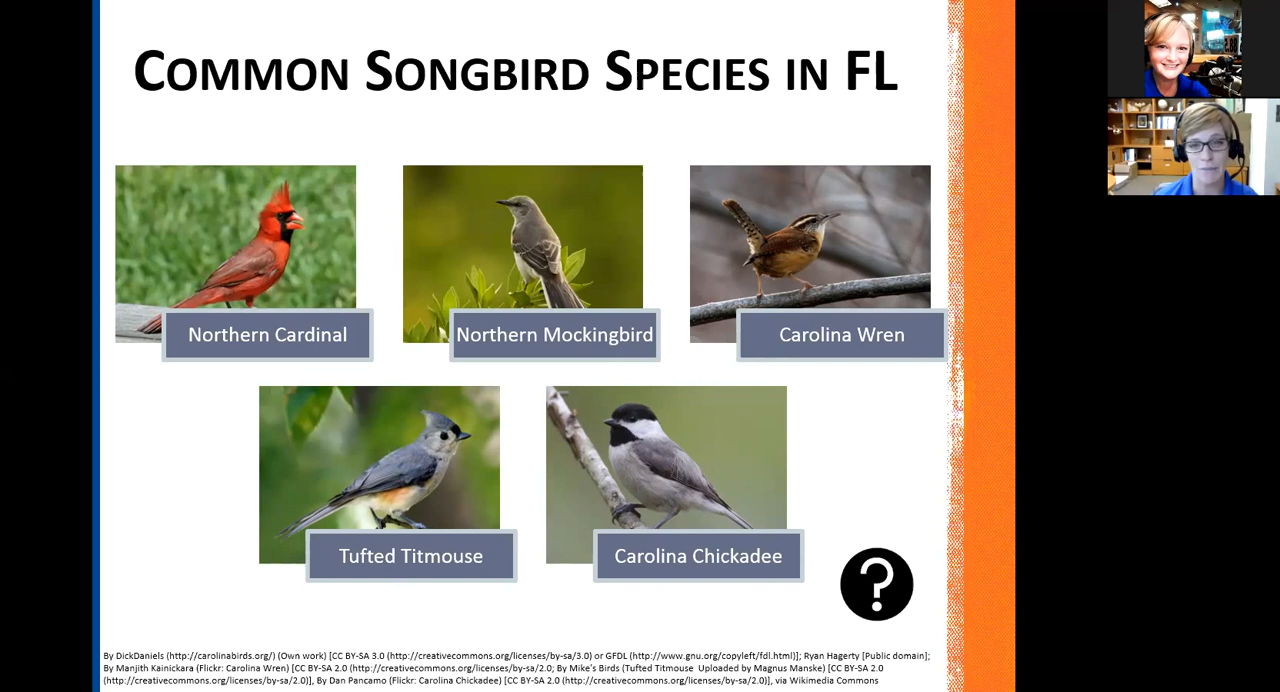 COMMON SONGBIRD SPECIES IN FL
Northern Cardinal
Northern Mockingbird
Carolina Wren
Tufted Titmouse
Carolina Chickadee
?
By DickDaniels (http://carolinabirds.org/) (Own work) [CC BY-SA 3.0 (http://creativecommons.org/licenses/by-sa/3.0) or GFDL (http://www.gnu.org/copyleft/fdl.html)]; Ryan Hagerty [Public domain];
By Manjith Kainickara (Flickr: Carolina Wren) [CC BY-SA 2.0 (http://creativecommons.org/licenses/by-sa/2.0; By Mike's Birds (Tufted Titmouse Uploaded by Magnus Manske) [CC BY-SA 2.0
(http://creativecommons.org/licenses/by-sa/2.0)], By Dan Pancamo (Flickr: Carolina Chickadee) [CC BY-SA 2.0 (http://creativecommons.org/licenses/by-sa/2.0)], via Wikimedia Commons